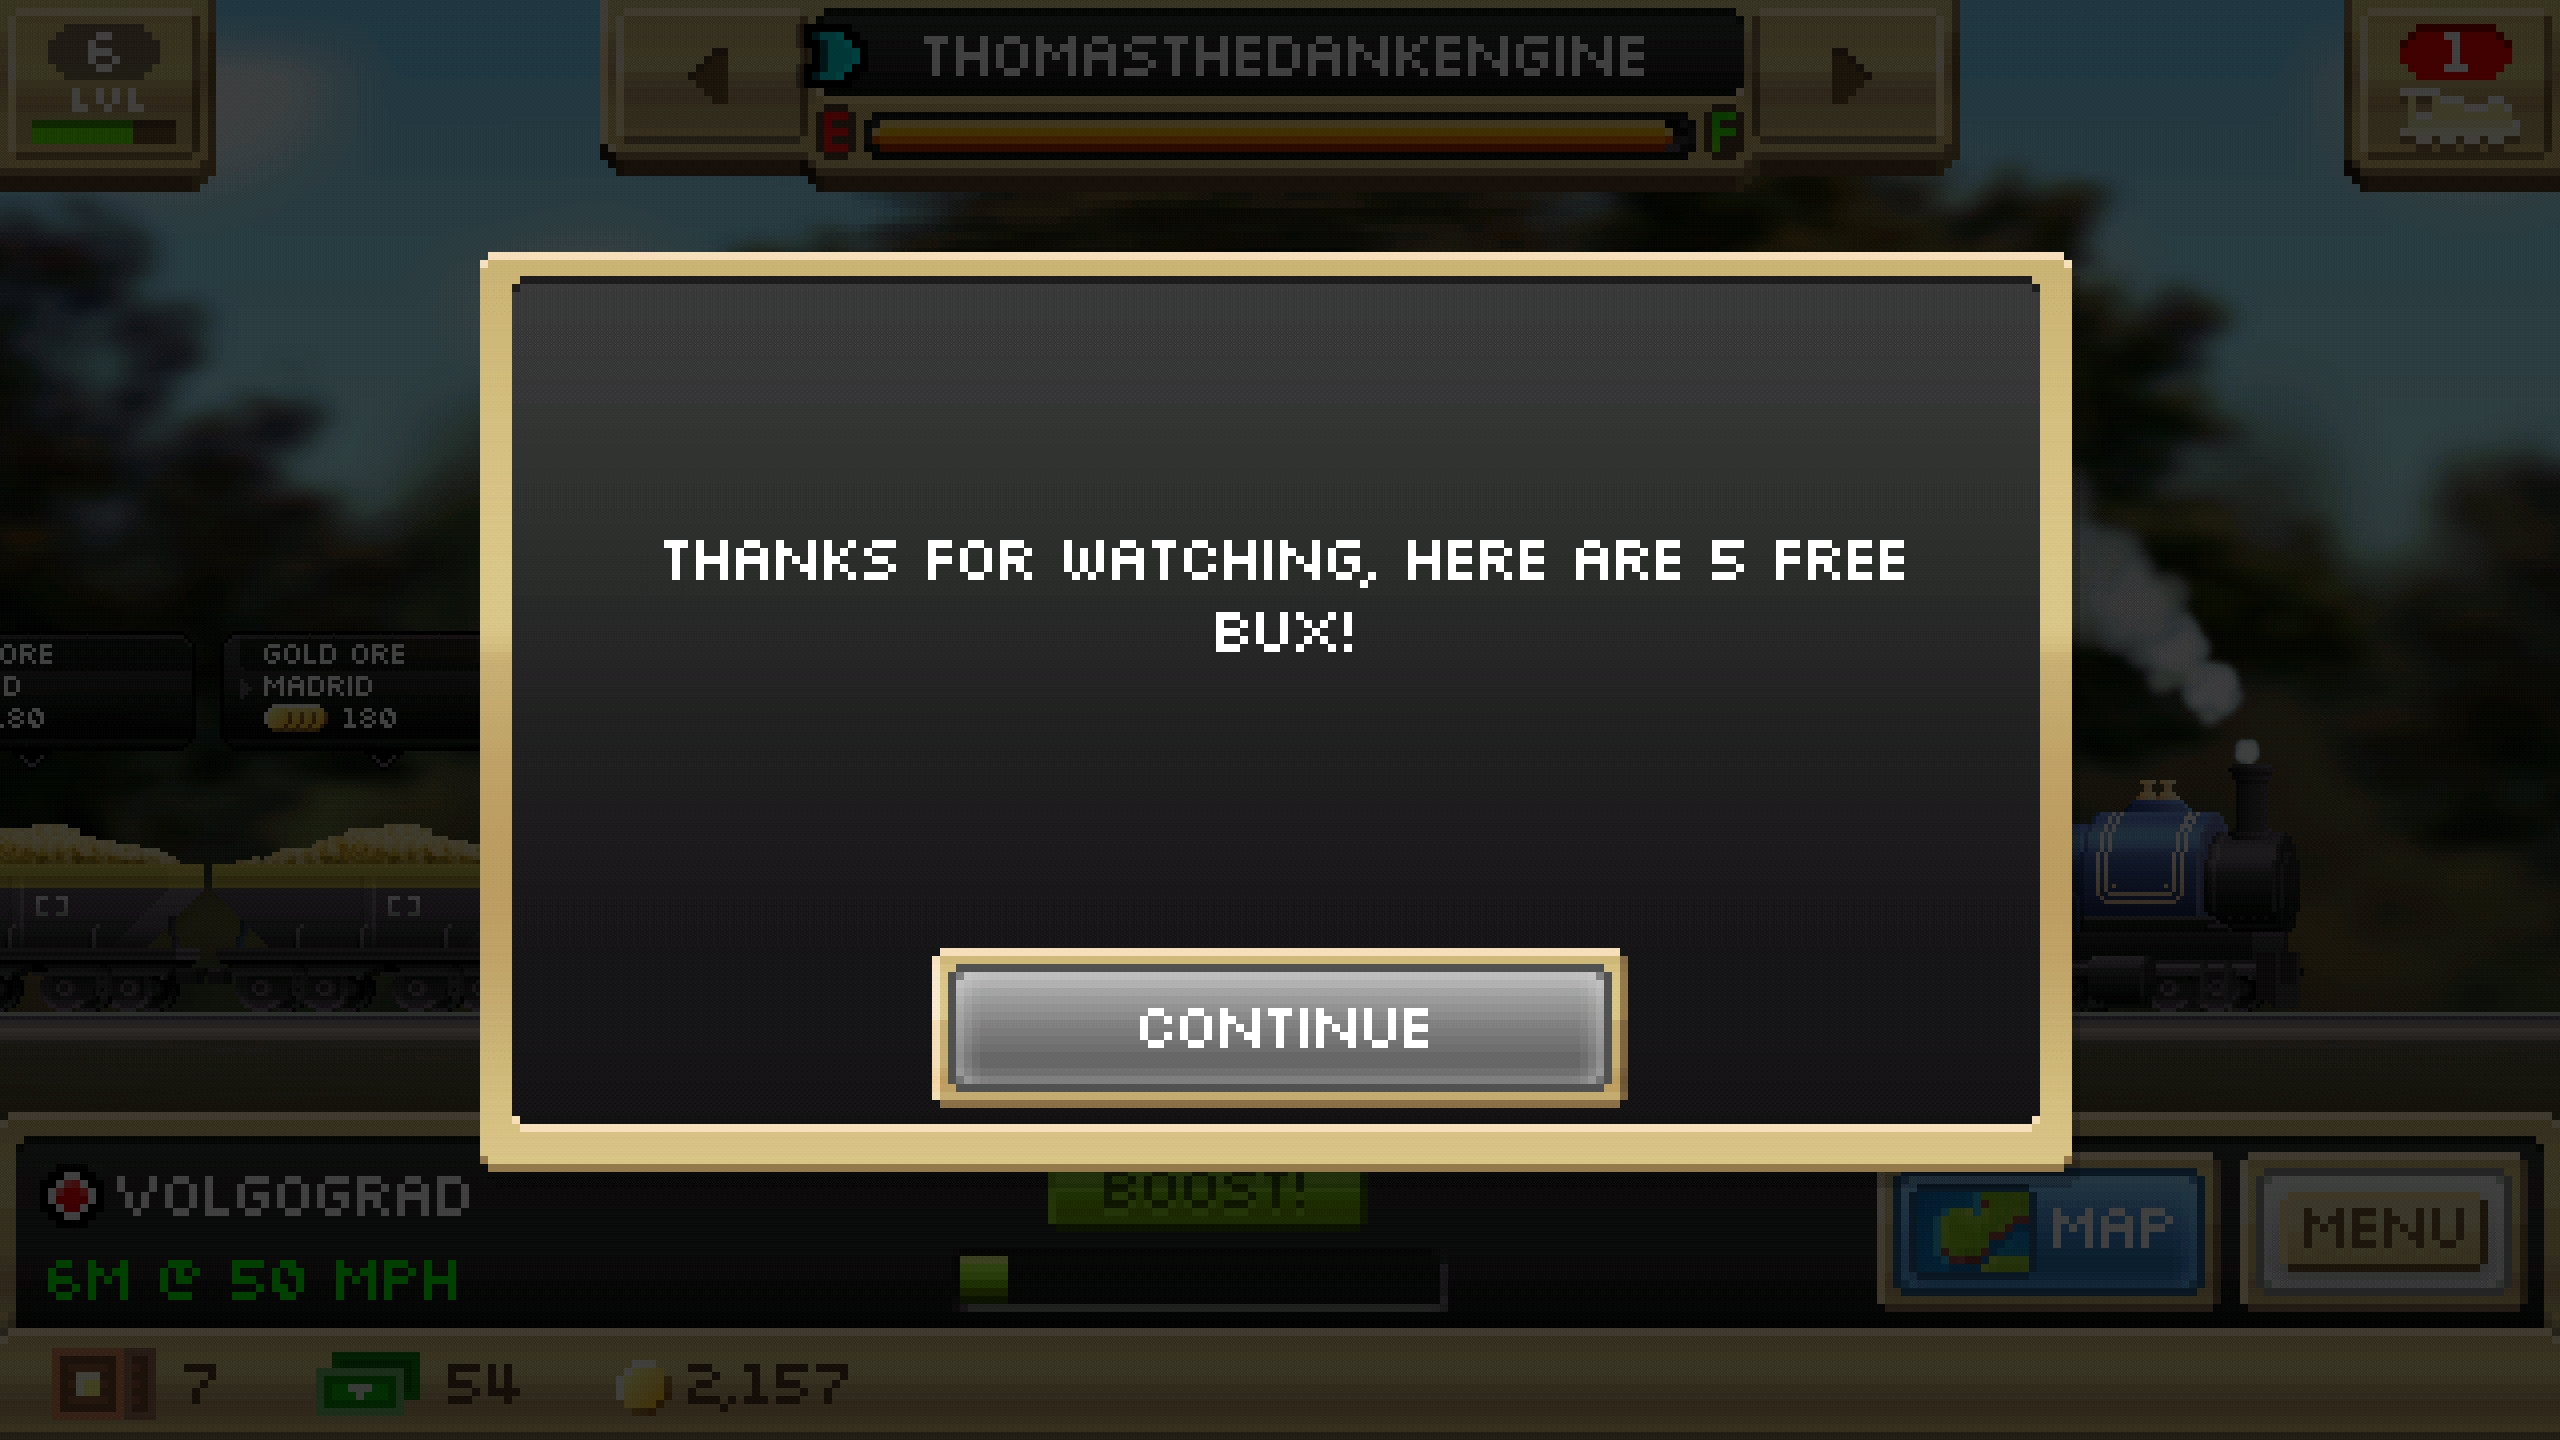 6
LVL
THOMASTHEDANKENGINE
E F
1
THANKS FOR WATCHING, HERE ARE 5 FREE
BUX!
ORE
D
180
GOLD ORE
MADRID
180
CONTINUE
VOLGOGRAD
6M @ 50 MPH
BOOST!
MAP
MENU
7
54
2,157